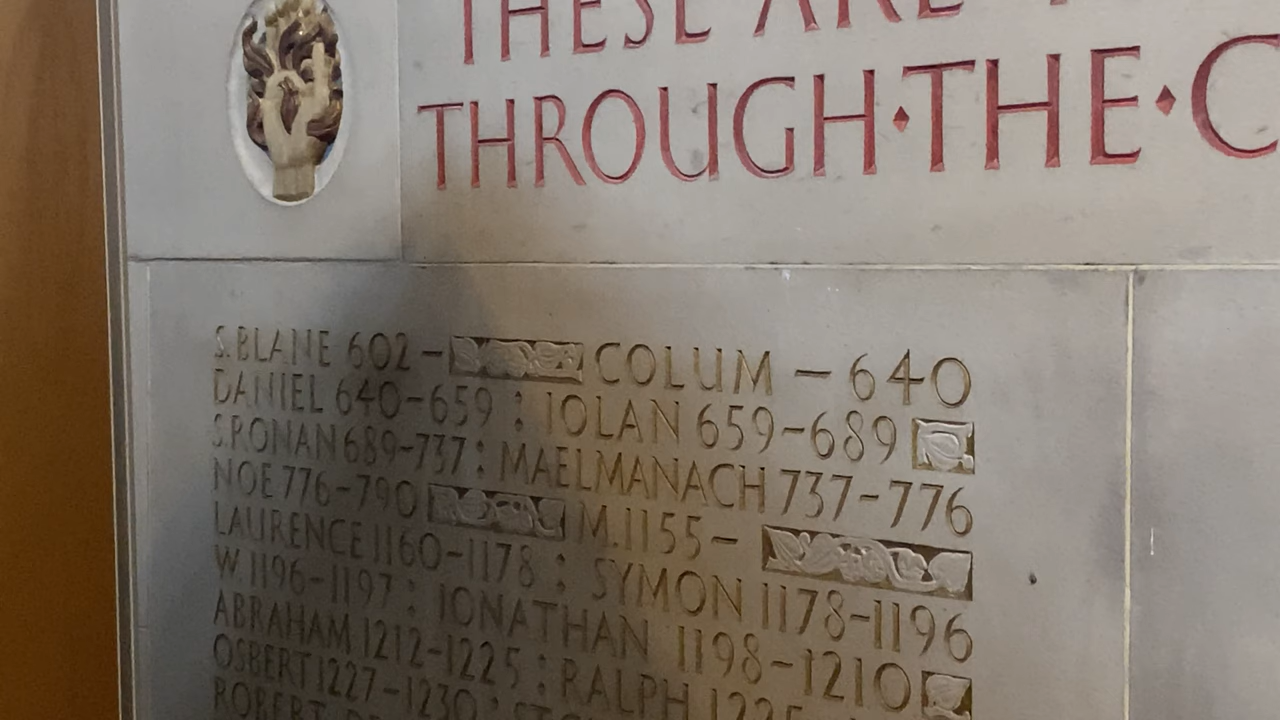 THESE ARE
THROUGH·THE·C
S. BLANE 602– COLUM – 640
DANIEL 640–659 : IOLAN 659–689
S. RONAN 689–737 : MAELMANACH 737–776
NOE 776–790 M. 1155–
LAURENCE 1160–1178 : SYMON 1178–1196
W. 1196–1197 : IONATHAN 1198–1210
ABRAHAM 1212–1225 : RALPH
OSBERT 1227–1230 :
ROBERT